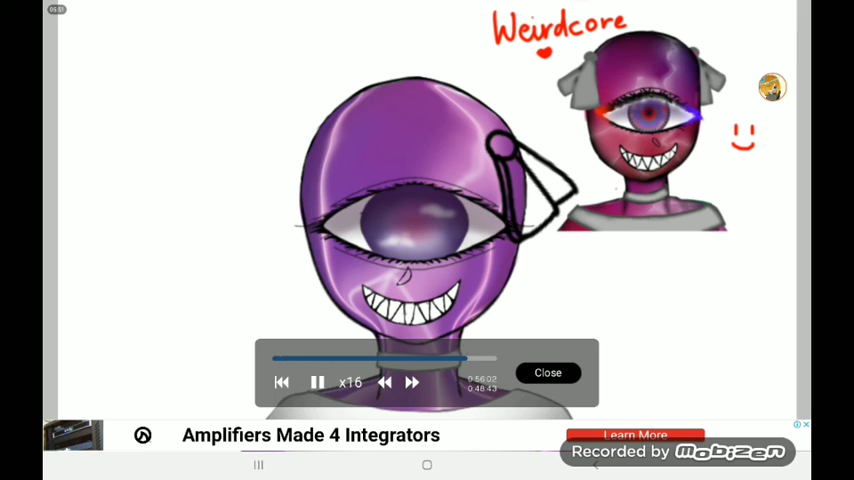 05:51
Weirdcore
x16
0:56:02
0:48:43
Close
Amplifiers Made 4 Integrators
Learn More
Recorded by Mobizen